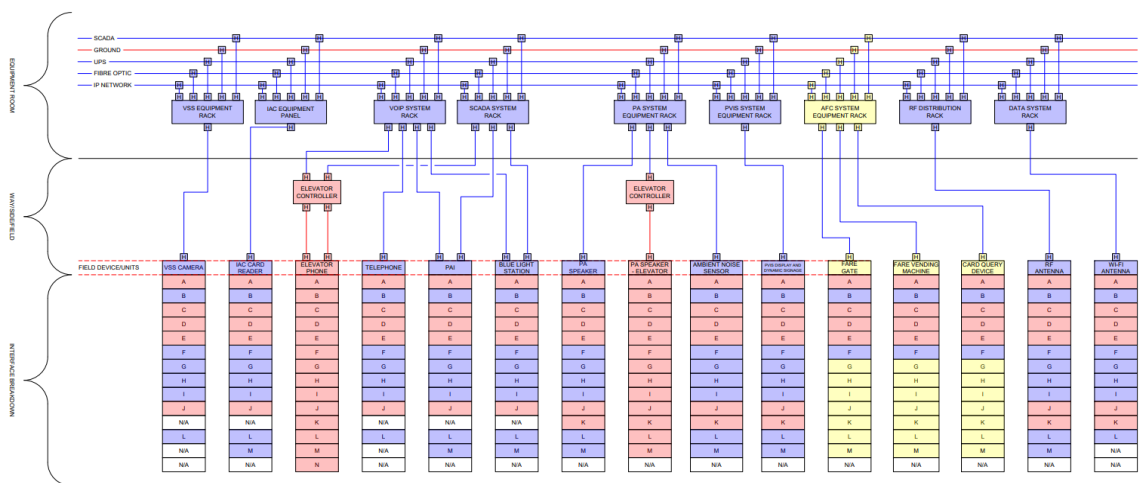 EQUIPMENT ROOM
SCADA H H H H H H H H H
GROUND H H H H H H H H H
UPS H H H H H H H H H
FIBRE OPTIC H H H H H H H H H
IP NETWORK H H H H H H H H H
H H H H H H H H H H H H H H H H H H H H H H H H H H H H H H H H H H H H H H H H H H H H H
VSS EQUIPMENT
RACK
IAC EQUIPMENT
PANEL
VOIP SYSTEM
RACK
SCADA SYSTEM
RACK
PA SYSTEM
EQUIPMENT RACK
PVIS SYSTEM
EQUIPMENT RACK
AFC SYSTEM
EQUIPMENT RACK
RF DISTRIBUTION
RACK
DATA SYSTEM
RACK
H H H H H H H H H H H H H H H H H H H
WAYSIDE/FIELD
H H H H H
ELEVATOR
CONTROLLER
ELEVATOR
CONTROLLER
H H H
H H H H H H H H H H H H H H H H H H
FIELD DEVICE/UNITS
VSS CAMERA
IAC CARD
READER
ELEVATOR
PHONE
TELEPHONE
PAI
BLUE LIGHT
STATION
PA
SPEAKER
PA SPEAKER
- ELEVATOR
AMBIENT NOISE
SENSOR
PVIS DISPLAY AND
DYNAMIC SIGNAGE
FARE
GATE
FARE VENDING
MACHINE
CARD QUERY
DEVICE
RF
ANTENNA
WI-FI
ANTENNA
INTERFACE BREAKDOWN
A A A A A A A A A A A A A A A
B B B B B B B B B B B B B B B
C C C C C C C C C C C C C C C
D D D D D D D D D D D D D D D
E E E E E E E E E E E E E E E
F F F F F F F F F F F F F F F
G G G G G G G G G G G G G G G
H H H H H H H H H H H H H H H
I I I I I I I I I I I I I I I
J J J J J J J J J J J J J J J
N/A N/A K N/A N/A N/A K K K K K K K K N/A
L L L L L L L L L L L L L L L
N/A M M N/A M M M M M M M M M N/A N/A
N/A N/A N N/A N/A N/A N/A N/A N/A N/A N/A N/A N/A N/A N/A